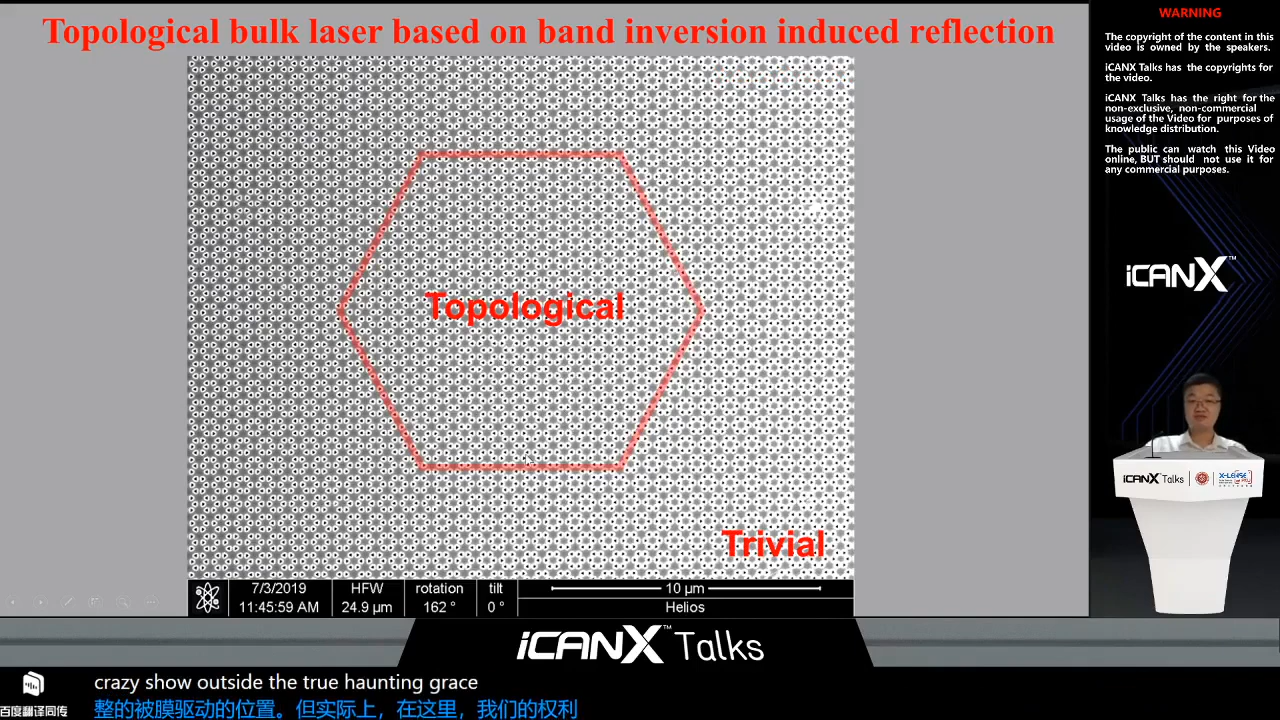 Topological bulk laser based on band inversion induced reflection
Topological
Trivial
7/3/2019
11:45:59 AM
HFW
24.9 µm
rotation
162 °
tilt
0 °
10 µm
Helios
WARNING
The copyright of the content in this
video is owned by the speakers.
iCANX Talks has the copyrights for
the video.
iCANX Talks has the right for the
non-exclusive, non-commercial
usage of the Video for purposes of
knowledge distribution.
The public can watch this Video
online, BUT should not use it for
any commercial purposes.
iCANX™
iCANX Talks
iCANX™ Talks
crazy show outside the true haunting grace
整的被膜驱动的位置。但实际上，在这里，我们的权利
百度翻译同传